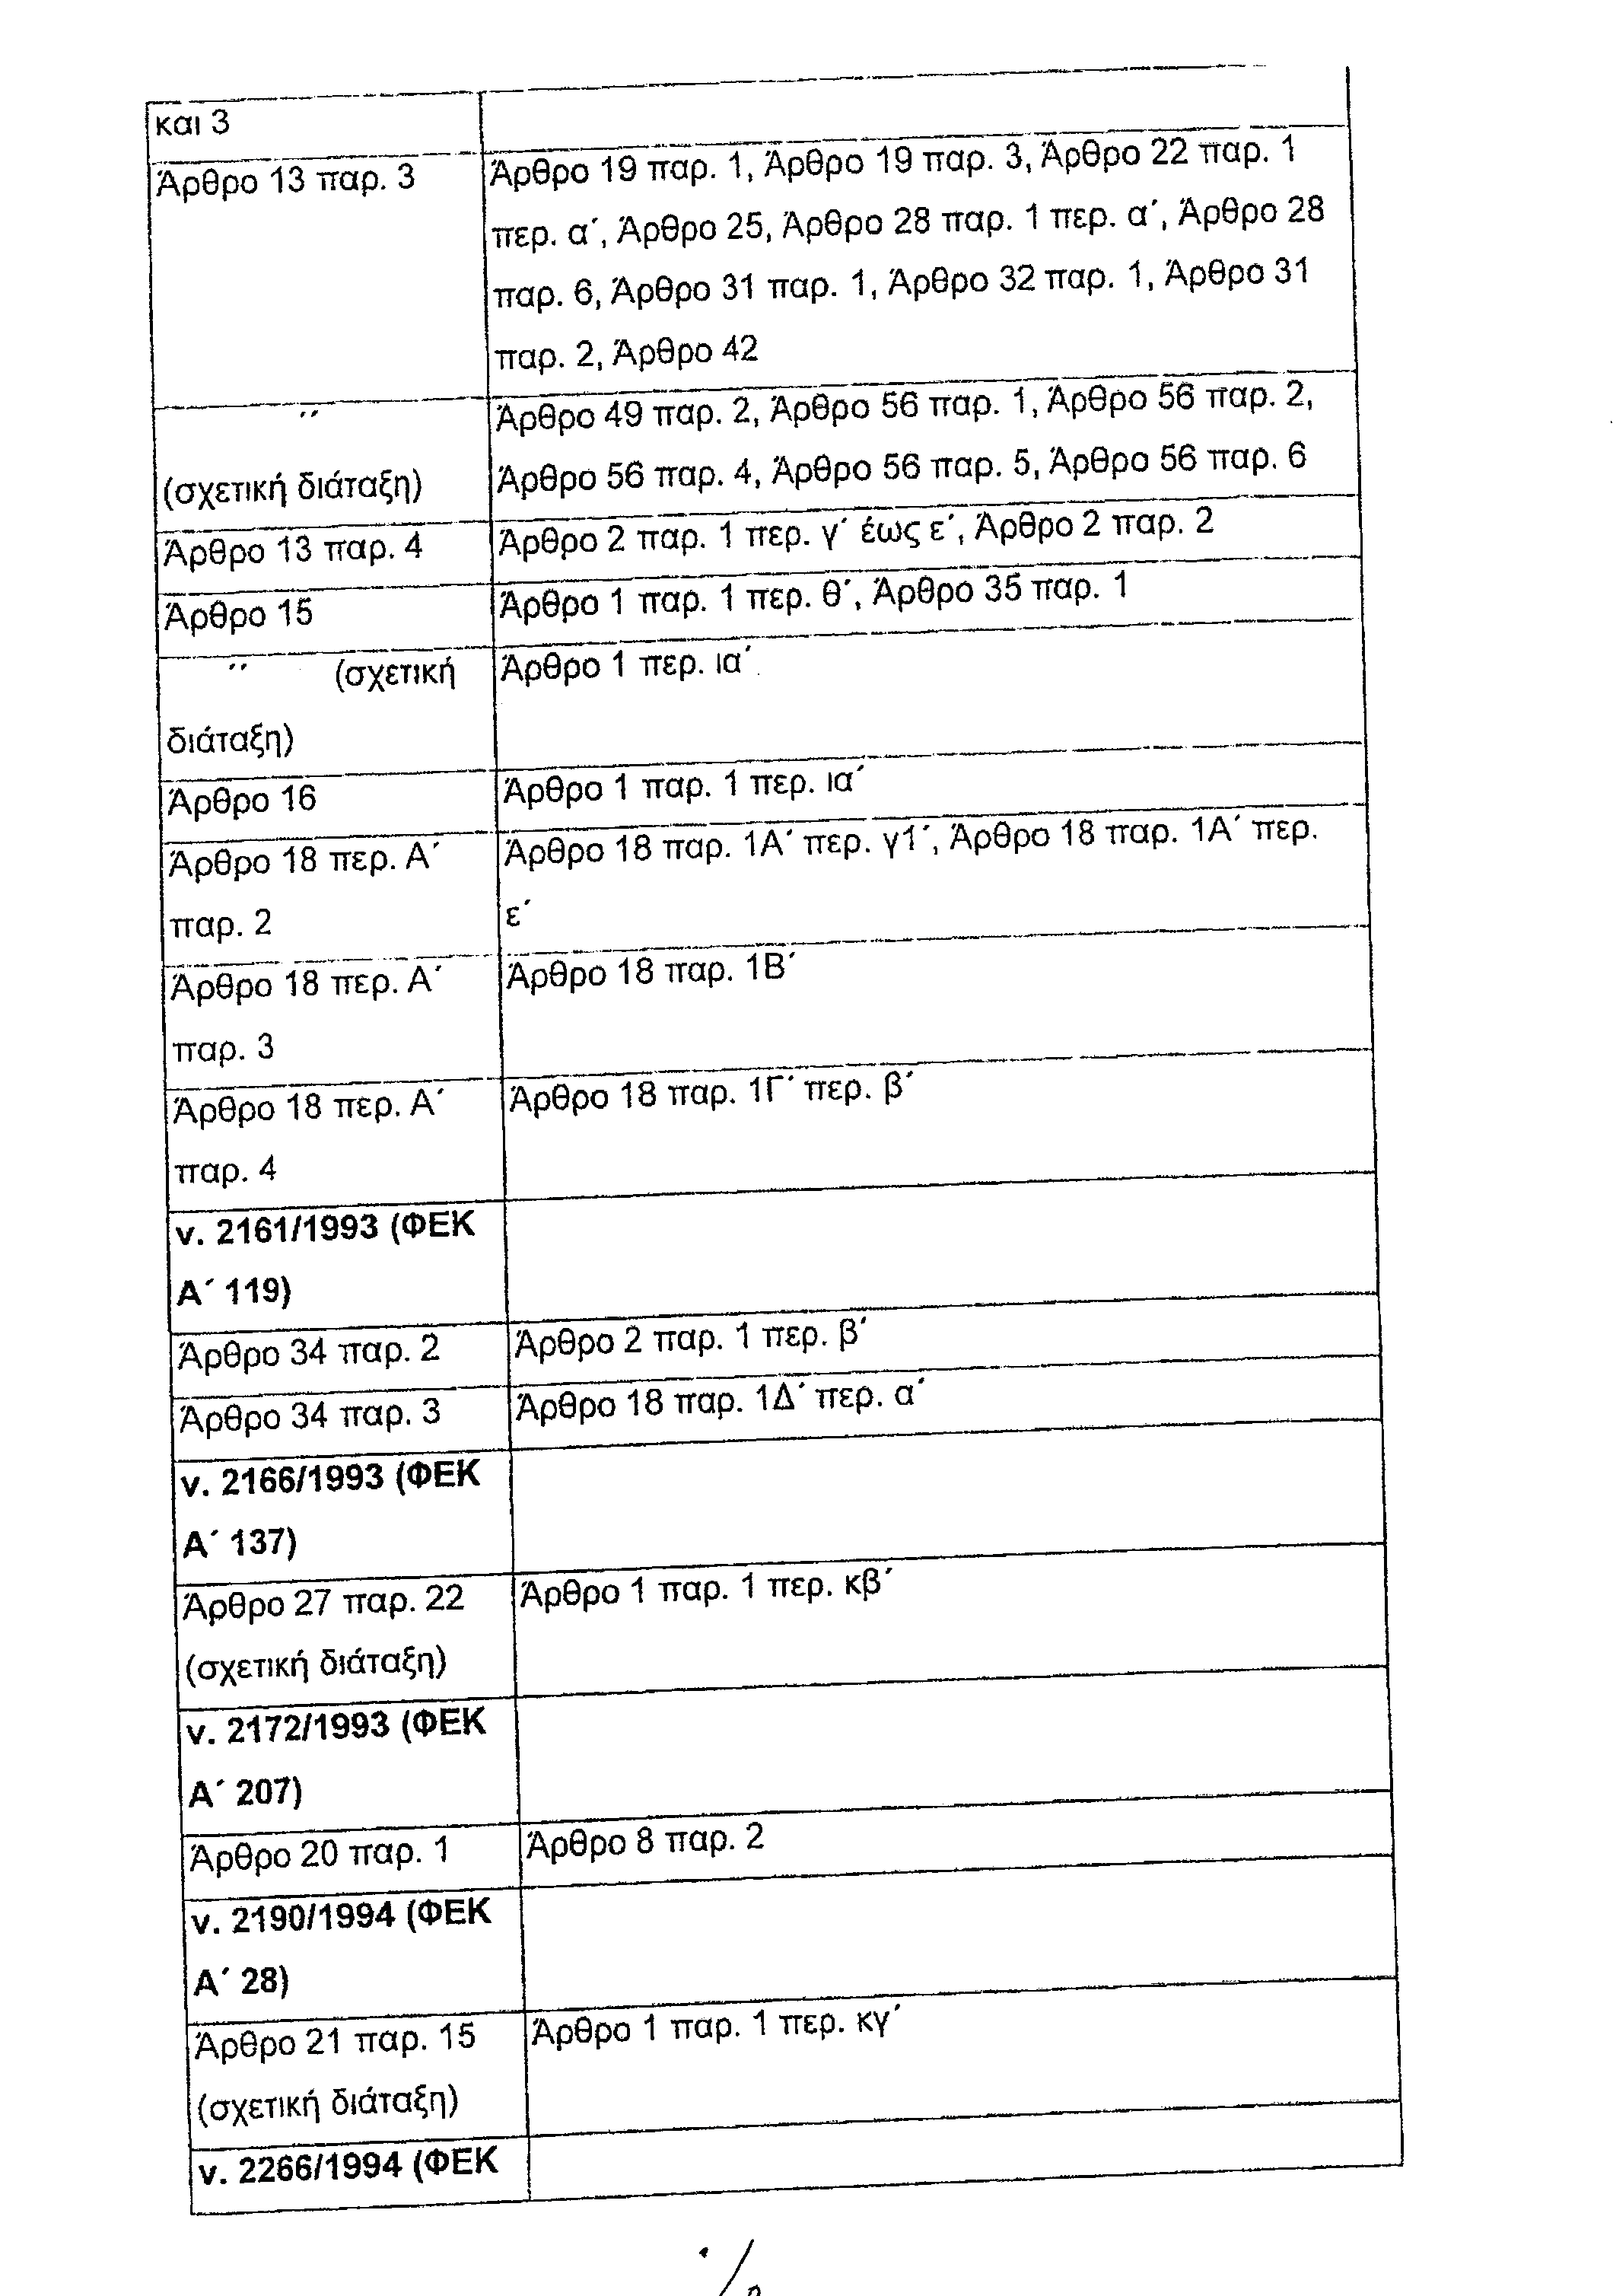 και 3
Άρθρο 13 παρ. 3
Άρθρο 19 παρ. 1, Άρθρο 19 παρ. 3, Άρθρο 22 παρ. 1
περ. α΄, Άρθρο 25, Άρθρο 28 παρ. 1 περ. α΄, Άρθρο 28
παρ. 6, Άρθρο 31 παρ. 1, Άρθρο 32 παρ. 1, Άρθρο 31
παρ. 2, Άρθρο 42
΄΄
(σχετική διάταξη)
Άρθρο 49 παρ. 2, Άρθρο 56 παρ. 1, Άρθρο 56 παρ. 2,
Άρθρο 56 παρ. 4, Άρθρο 56 παρ. 5, Άρθρο 56 παρ. 6
Άρθρο 13 παρ. 4
Άρθρο 2 παρ. 1 περ. γ΄ έως ε΄, Άρθρο 2 παρ. 2
Άρθρο 15
Άρθρο 1 παρ. 1 περ. θ΄, Άρθρο 35 παρ. 1
΄΄ (σχετική
διάταξη)
Άρθρο 1 περ. ια΄
Άρθρο 16
Άρθρο 1 παρ. 1 περ. ια΄
Άρθρο 18 περ. Α΄
παρ. 2
Άρθρο 18 παρ. 1Α΄ περ. γ1΄, Άρθρο 18 παρ. 1Α΄ περ.
ε΄
Άρθρο 18 περ. Α΄
παρ. 3
Άρθρο 18 παρ. 1Β΄
Άρθρο 18 περ. Α΄
παρ. 4
Άρθρο 18 παρ. 1Γ΄ περ. β΄
ν. 2161/1993 (ΦΕΚ
Α΄ 119)
Άρθρο 34 παρ. 2
Άρθρο 2 παρ. 1 περ. β΄
Άρθρο 34 παρ. 3
Άρθρο 18 παρ. 1Δ΄ περ. α΄
ν. 2166/1993 (ΦΕΚ
Α΄ 137)
Άρθρο 27 παρ. 22
(σχετική διάταξη)
Άρθρο 1 παρ. 1 περ. κβ΄
ν. 2172/1993 (ΦΕΚ
Α΄ 207)
Άρθρο 20 παρ. 1
Άρθρο 8 παρ. 2
ν. 2190/1994 (ΦΕΚ
Α΄ 28)
Άρθρο 21 παρ. 15
(σχετική διάταξη)
Άρθρο 1 παρ. 1 περ. κγ΄
ν. 2266/1994 (ΦΕΚ